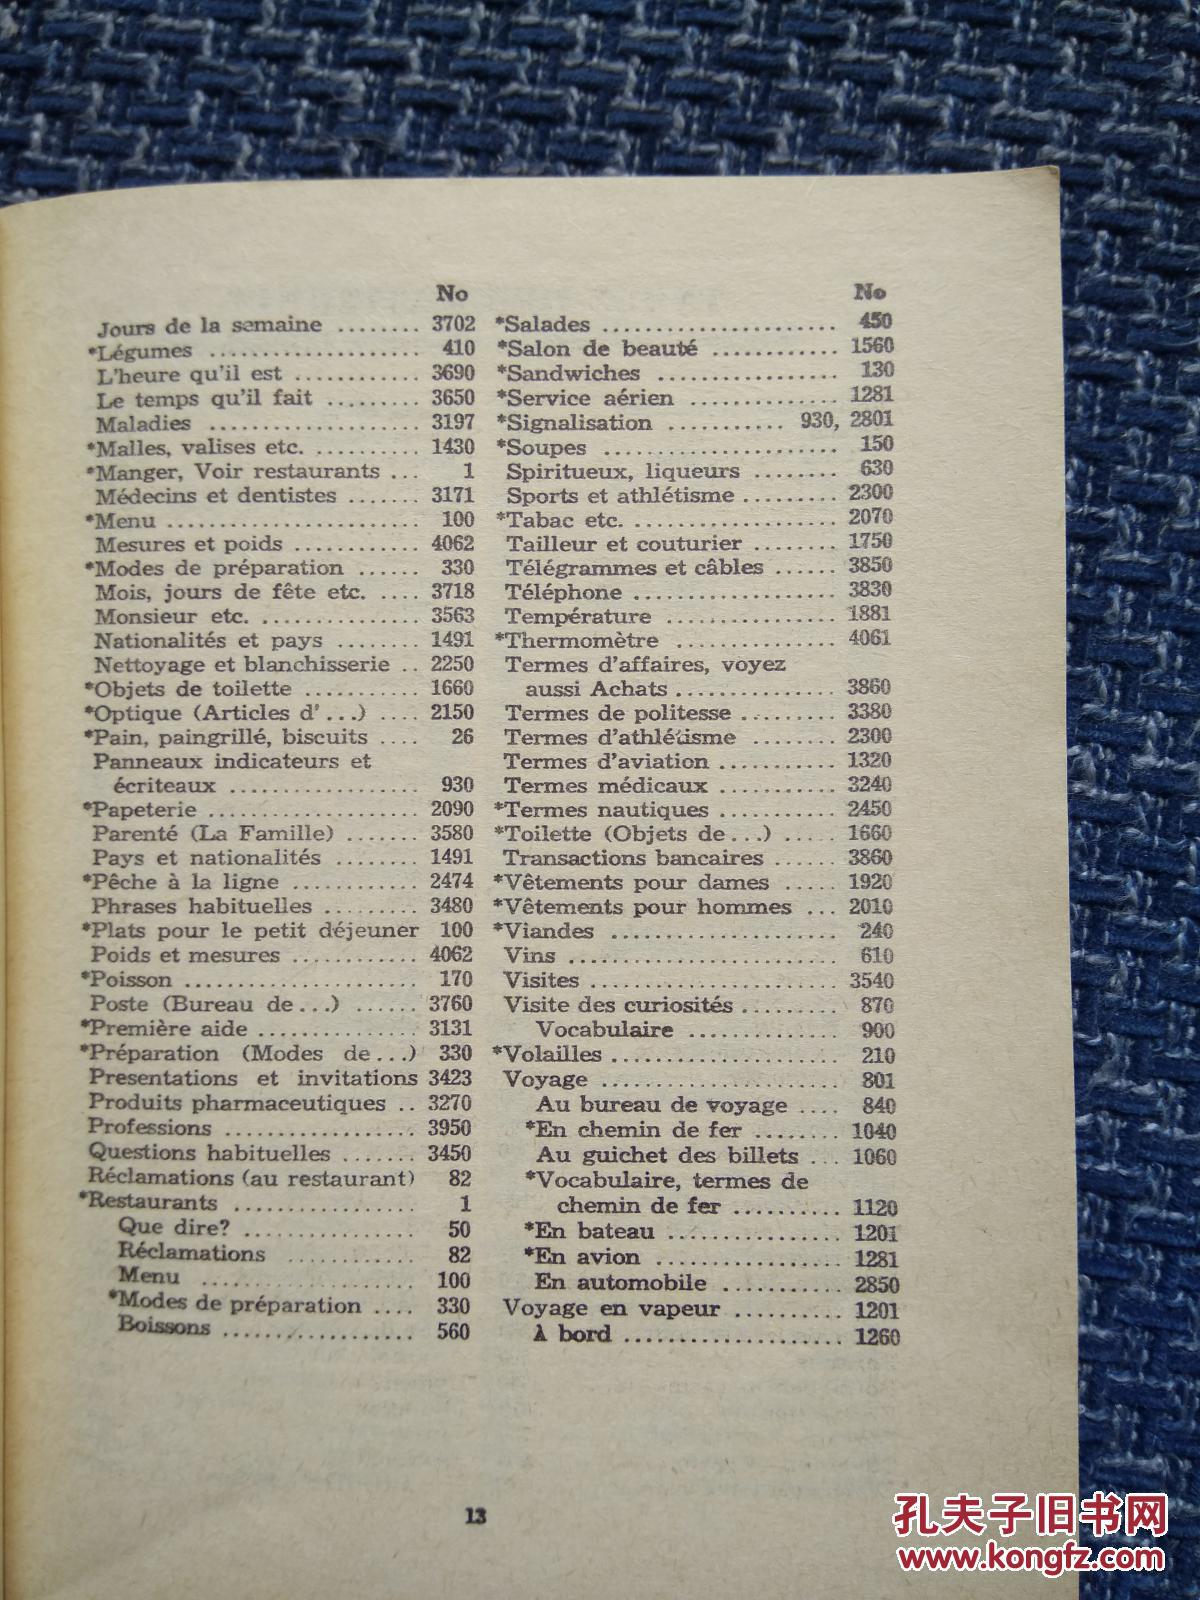 No
Jours de la semaine ........ 3702
*Légumes .................... 410
L'heure qu'il est ............ 3690
Le temps qu'il fait ......... 3650
Maladies .................... 3197
*Malles, valises etc. ........... 1430
*Manger, Voir restaurants ... 1
Médecins et dentistes ....... 3171
*Menu ........................ 100
Mesures et poids ............ 4062
*Modes de préparation ...... 330
Mois, jours de fête etc. .... 3718
Monsieur etc. ............... 3563
Nationalités et pays ........ 1491
Nettoyage et blanchisserie .. 2250
*Objets de toilette ........... 1660
*Optique (Articles d'...) .... 2150
*Pain, paingrillé, biscuits .... 26
Panneaux indicateurs et
écriteaux .................. 930
*Papeterie .................... 2090
Parenté (La Famille) ....... 3580
Pays et nationalités ........ 1491
*Pêche à la ligne ............ 2474
Phrases habituelles ......... 3480
*Plats pour le petit déjeuner 100
Poids et mesures ............ 4062
*Poisson ...................... 170
Poste (Bureau de...) ...... 3760
*Première aide ............... 3131
*Préparation (Modes de...) 330
Presentations et invitations 3423
Produits pharmaceutiques .. 3270
Professions .................. 3950
Questions habituelles ....... 3450
Réclamations (au restaurant) 82
*Restaurants ................. 1
Que dire? ................. 50
Réclamations ............ 82
Menu ..................... 100
*Modes de préparation .... 330
Boissons ................... 560
No
*Salades ....................... 450
*Salon de beauté ............ 1560
*Sandwiches ................. 130
*Service aérien .............. 1281
*Signalisation ........... 930, 2801
*Soupes ...................... 150
Spiritueux, liqueurs ........ 630
Sports et athlétisme ......... 2300
*Tabac etc. ................... 2070
Tailleur et couturier ........ 1750
Télégrammes et câbles ...... 3850
Téléphone .................... 3830
Température ................ 1881
*Thermomètre ............... 4061
Termes d'affaires, voyez
aussi Achats ............... 3860
Termes de politesse ......... 3380
Termes d'athlétisme ........ 2300
Termes d'aviation ........... 1320
Termes médicaux ........... 3240
*Termes nautiques ........... 2450
*Toilette (Objets de...) ..... 1660
Transactions bancaires ...... 3860
*Vêtements pour dames ..... 1920
*Vêtements pour hommes ... 2010
*Viandes ..................... 240
Vins .......................... 610
Visites ........................ 3540
Visite des curiosités ......... 870
Vocabulaire ............... 900
*Volailles ...................... 210
Voyage ....................... 801
Au bureau de voyage .... 840
*En chemin de fer ........ 1040
Au guichet des billets ... 1060
*Vocabulaire, termes de
chemin de fer .......... 1120
*En bateau ................ 1201
*En avion ................. 1281
En automobile ............ 2850
Voyage en vapeur .......... 1201
À bord ..................... 1260
13
孔夫子旧书网
www.kongfz.com